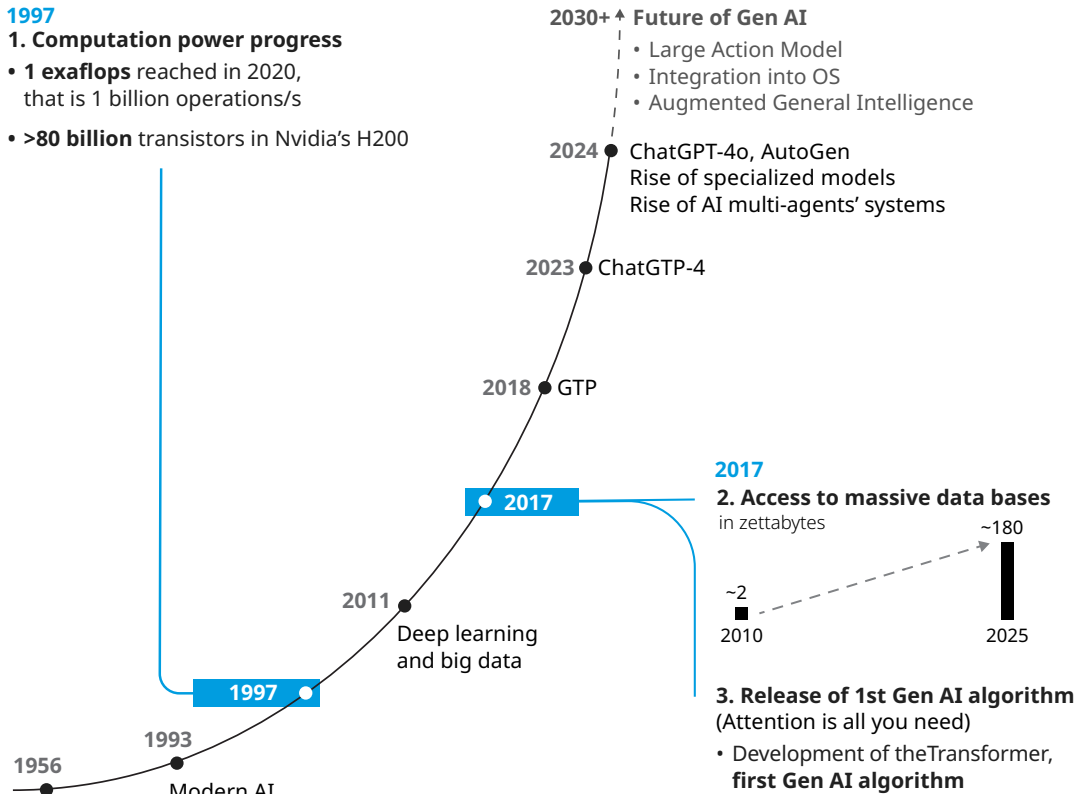 1997
1. Computation power progress
• 1 exaflops reached in 2020,
that is 1 billion operations/s
• >80 billion transistors in Nvidia's H200
2030+ Future of Gen AI
• Large Action Model
• Integration into OS
• Augmented General Intelligence
2024 ChatGPT-4o, AutoGen
Rise of specialized models
Rise of AI multi-agents' systems
2023 ChatGTP-4
2018 GTP
2017
2017
2. Access to massive data bases
in zettabytes
~180
~2
2010 2025
2011
Deep learning
and big data
3. Release of 1st Gen AI algorithm
(Attention is all you need)
• Development of theTransformer,
first Gen AI algorithm
1997
1993
Modern AI
1956